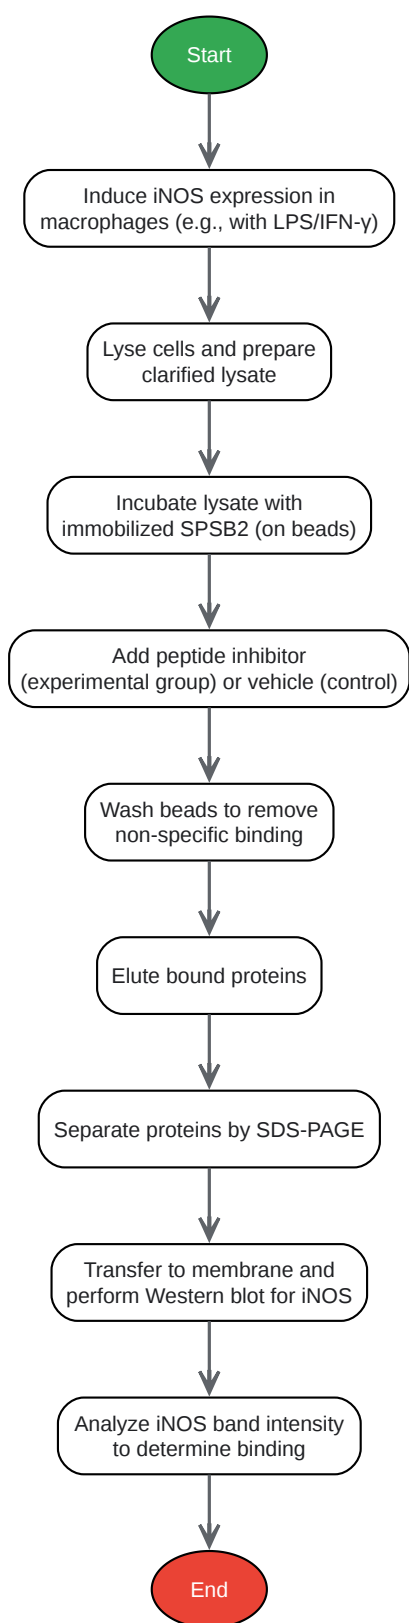 Start
Induce iNOS expression in
macrophages (e.g., with LPS/IFN-γ)
Lyse cells and prepare
clarified lysate
Incubate lysate with
immobilized SPSB2 (on beads)
Add peptide inhibitor
(experimental group) or vehicle (control)
Wash beads to remove
non-specific binding
Elute bound proteins
Separate proteins by SDS-PAGE
Transfer to membrane and
perform Western blot for iNOS
Analyze iNOS band intensity
to determine binding
End